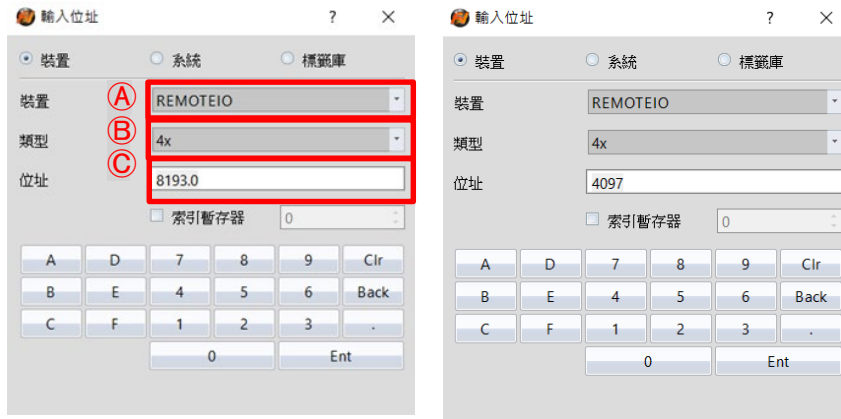 輸入位址 ? ×
裝置 系統 標籤庫
裝置 Ⓐ REMOTEIO
類型 Ⓑ 4x
Ⓒ
位址 8193.0
索引暫存器 0
A D 7 8 9 Clr
B E 4 5 6 Back
C F 1 2 3 .
0 Ent
輸入位址 ? ×
裝置 系統 標籤庫
裝置 REMOTEIO
類型 4x
位址 4097
索引暫存器 0
A D 7 8 9 Clr
B E 4 5 6 Back
C F 1 2 3 .
0 Ent